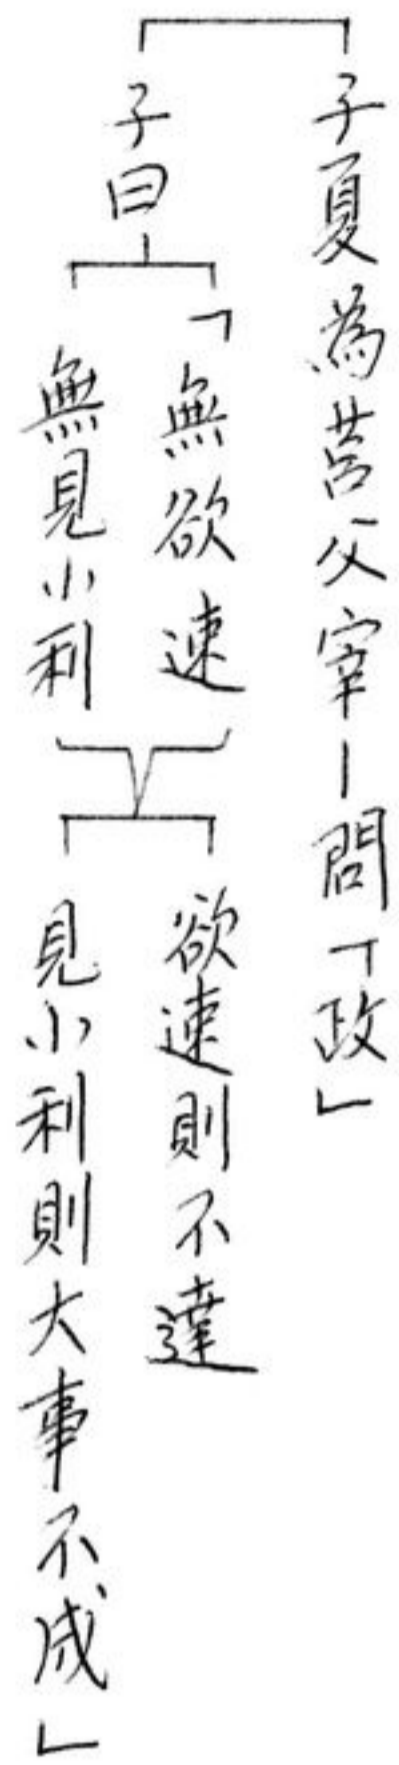 子夏為莒父宰－問「政」
子曰
「無欲速
無見小利
欲速則不達
見小利則大事不成」